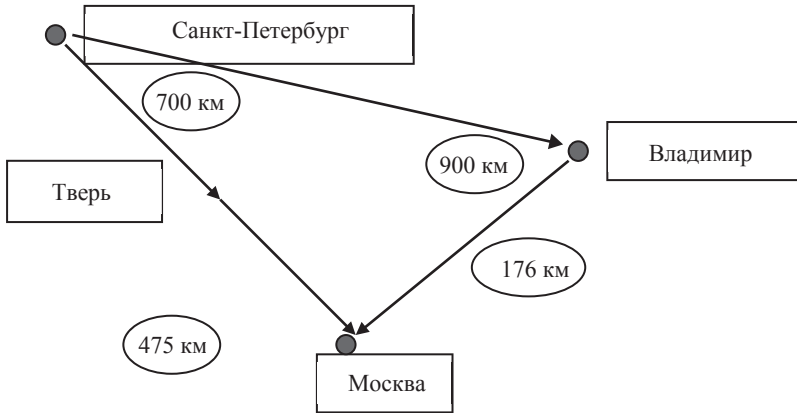 Санкт-Петербург
700 км
900 км
Владимир
Тверь
176 км
475 км
Москва